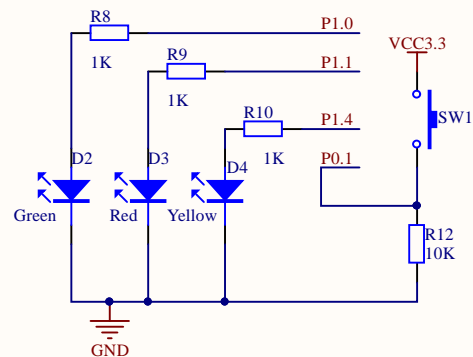 R8
P1.0
1K
R9
P1.1
1K
VCC3.3
R10
P1.4
1K
SW1
P0.1
D2
D3
D4
Green
Red
Yellow
R12
10K
GND